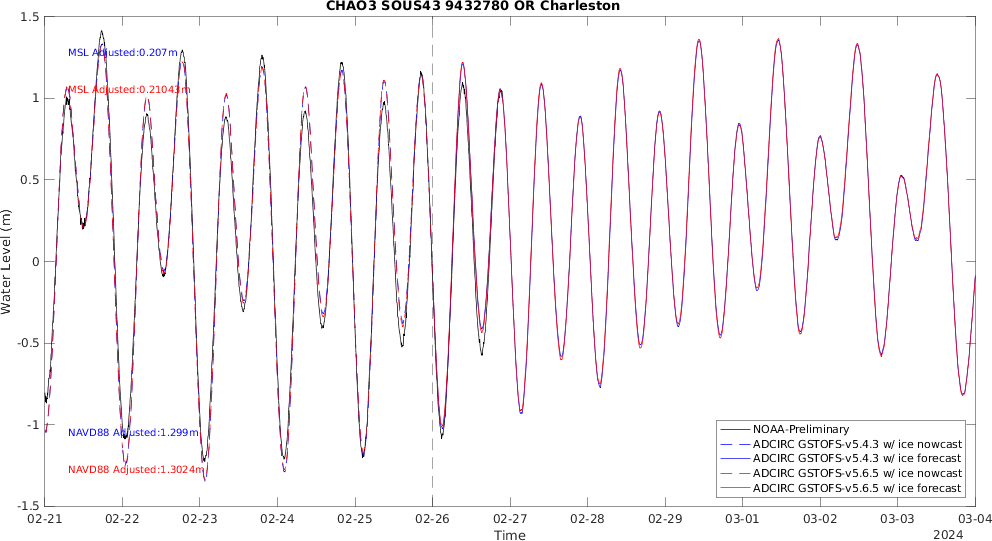 CHAO3 SOUS43 9432780 OR Charleston
1.5
1
0.5
0
-0.5
-1
-1.5
Water Level (m)
MSL Adjusted:0.207m
MSL Adjusted:0.21043m
NAVD88 Adjusted:1.299m
NAVD88 Adjusted:1.3024m
NOAA-Preliminary
ADCIRC GSTOFS-v5.4.3 w/ ice nowcast
ADCIRC GSTOFS-v5.4.3 w/ ice forecast
ADCIRC GSTOFS-v5.6.5 w/ ice nowcast
ADCIRC GSTOFS-v5.6.5 w/ ice forecast
02-21 02-22 02-23 02-24 02-25 02-26 02-27 02-28 02-29 03-01 03-02 03-03 03-04
Time
2024